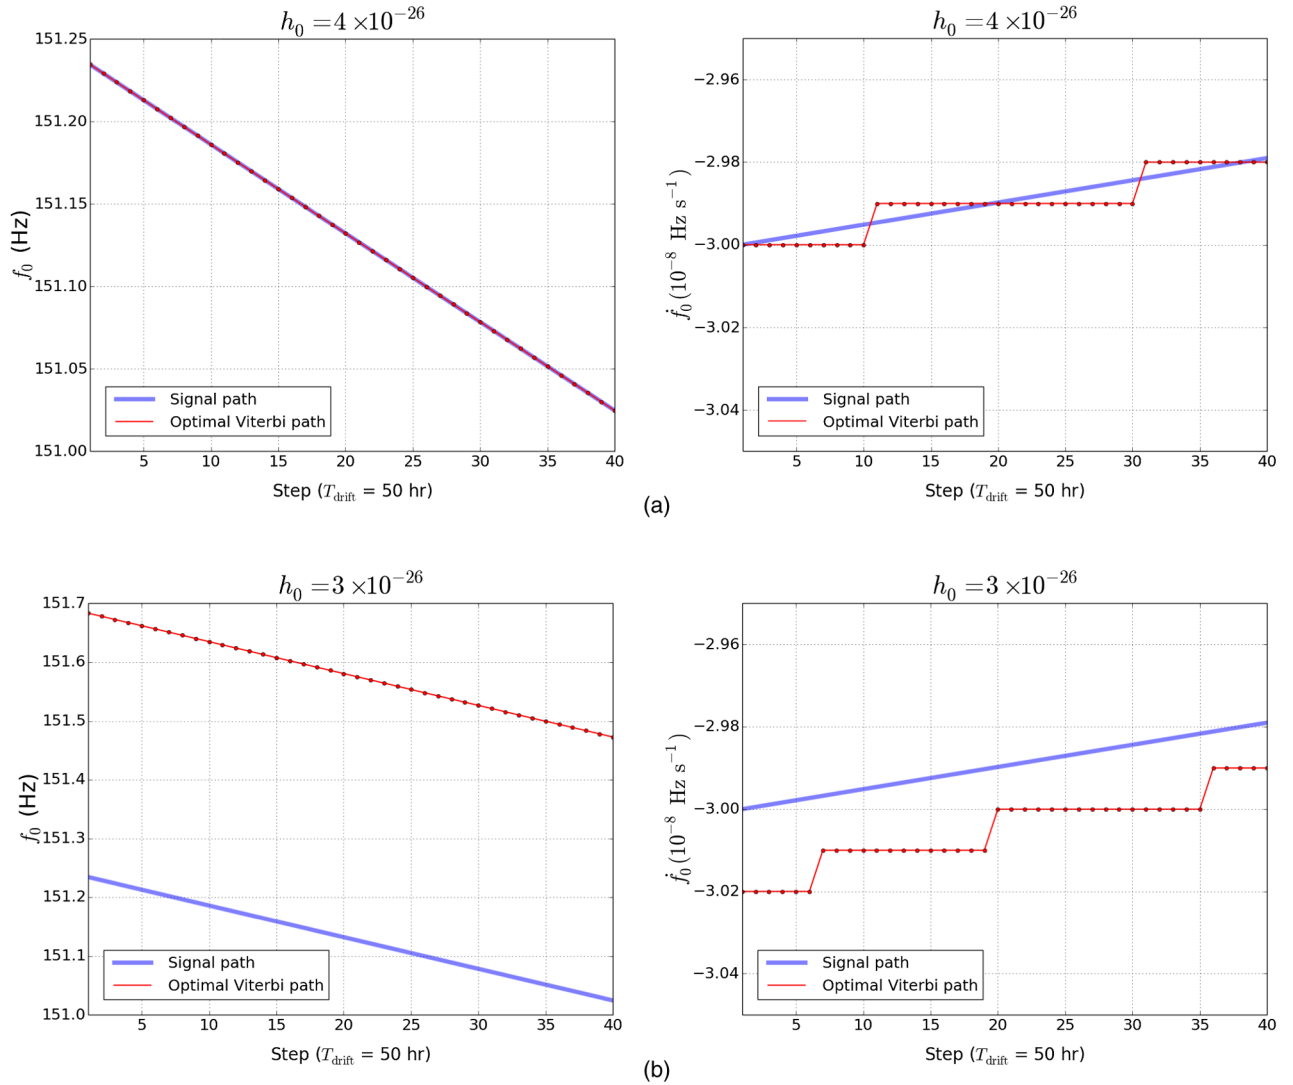 h₀ = 4 ×10⁻²⁶
151.25
151.20
151.15
151.10
151.05
151.00
f₀ (Hz)
Signal path
Optimal Viterbi path
5 10 15 20 25 30 35 40
Step (T_drift = 50 hr)
h₀ = 4 ×10⁻²⁶
−2.96
−2.98
−3.00
−3.02
−3.04
ḟ₀ (10⁻⁸ Hz s⁻¹)
Signal path
Optimal Viterbi path
5 10 15 20 25 30 35 40
Step (T_drift = 50 hr)
(a)
h₀ = 3 ×10⁻²⁶
151.7
151.6
151.5
151.4
151.3
151.2
151.1
151.0
f₀ (Hz)
Signal path
Optimal Viterbi path
5 10 15 20 25 30 35 40
Step (T_drift = 50 hr)
h₀ = 3 ×10⁻²⁶
−2.96
−2.98
−3.00
−3.02
−3.04
ḟ₀ (10⁻⁸ Hz s⁻¹)
Signal path
Optimal Viterbi path
5 10 15 20 25 30 35 40
Step (T_drift = 50 hr)
(b)